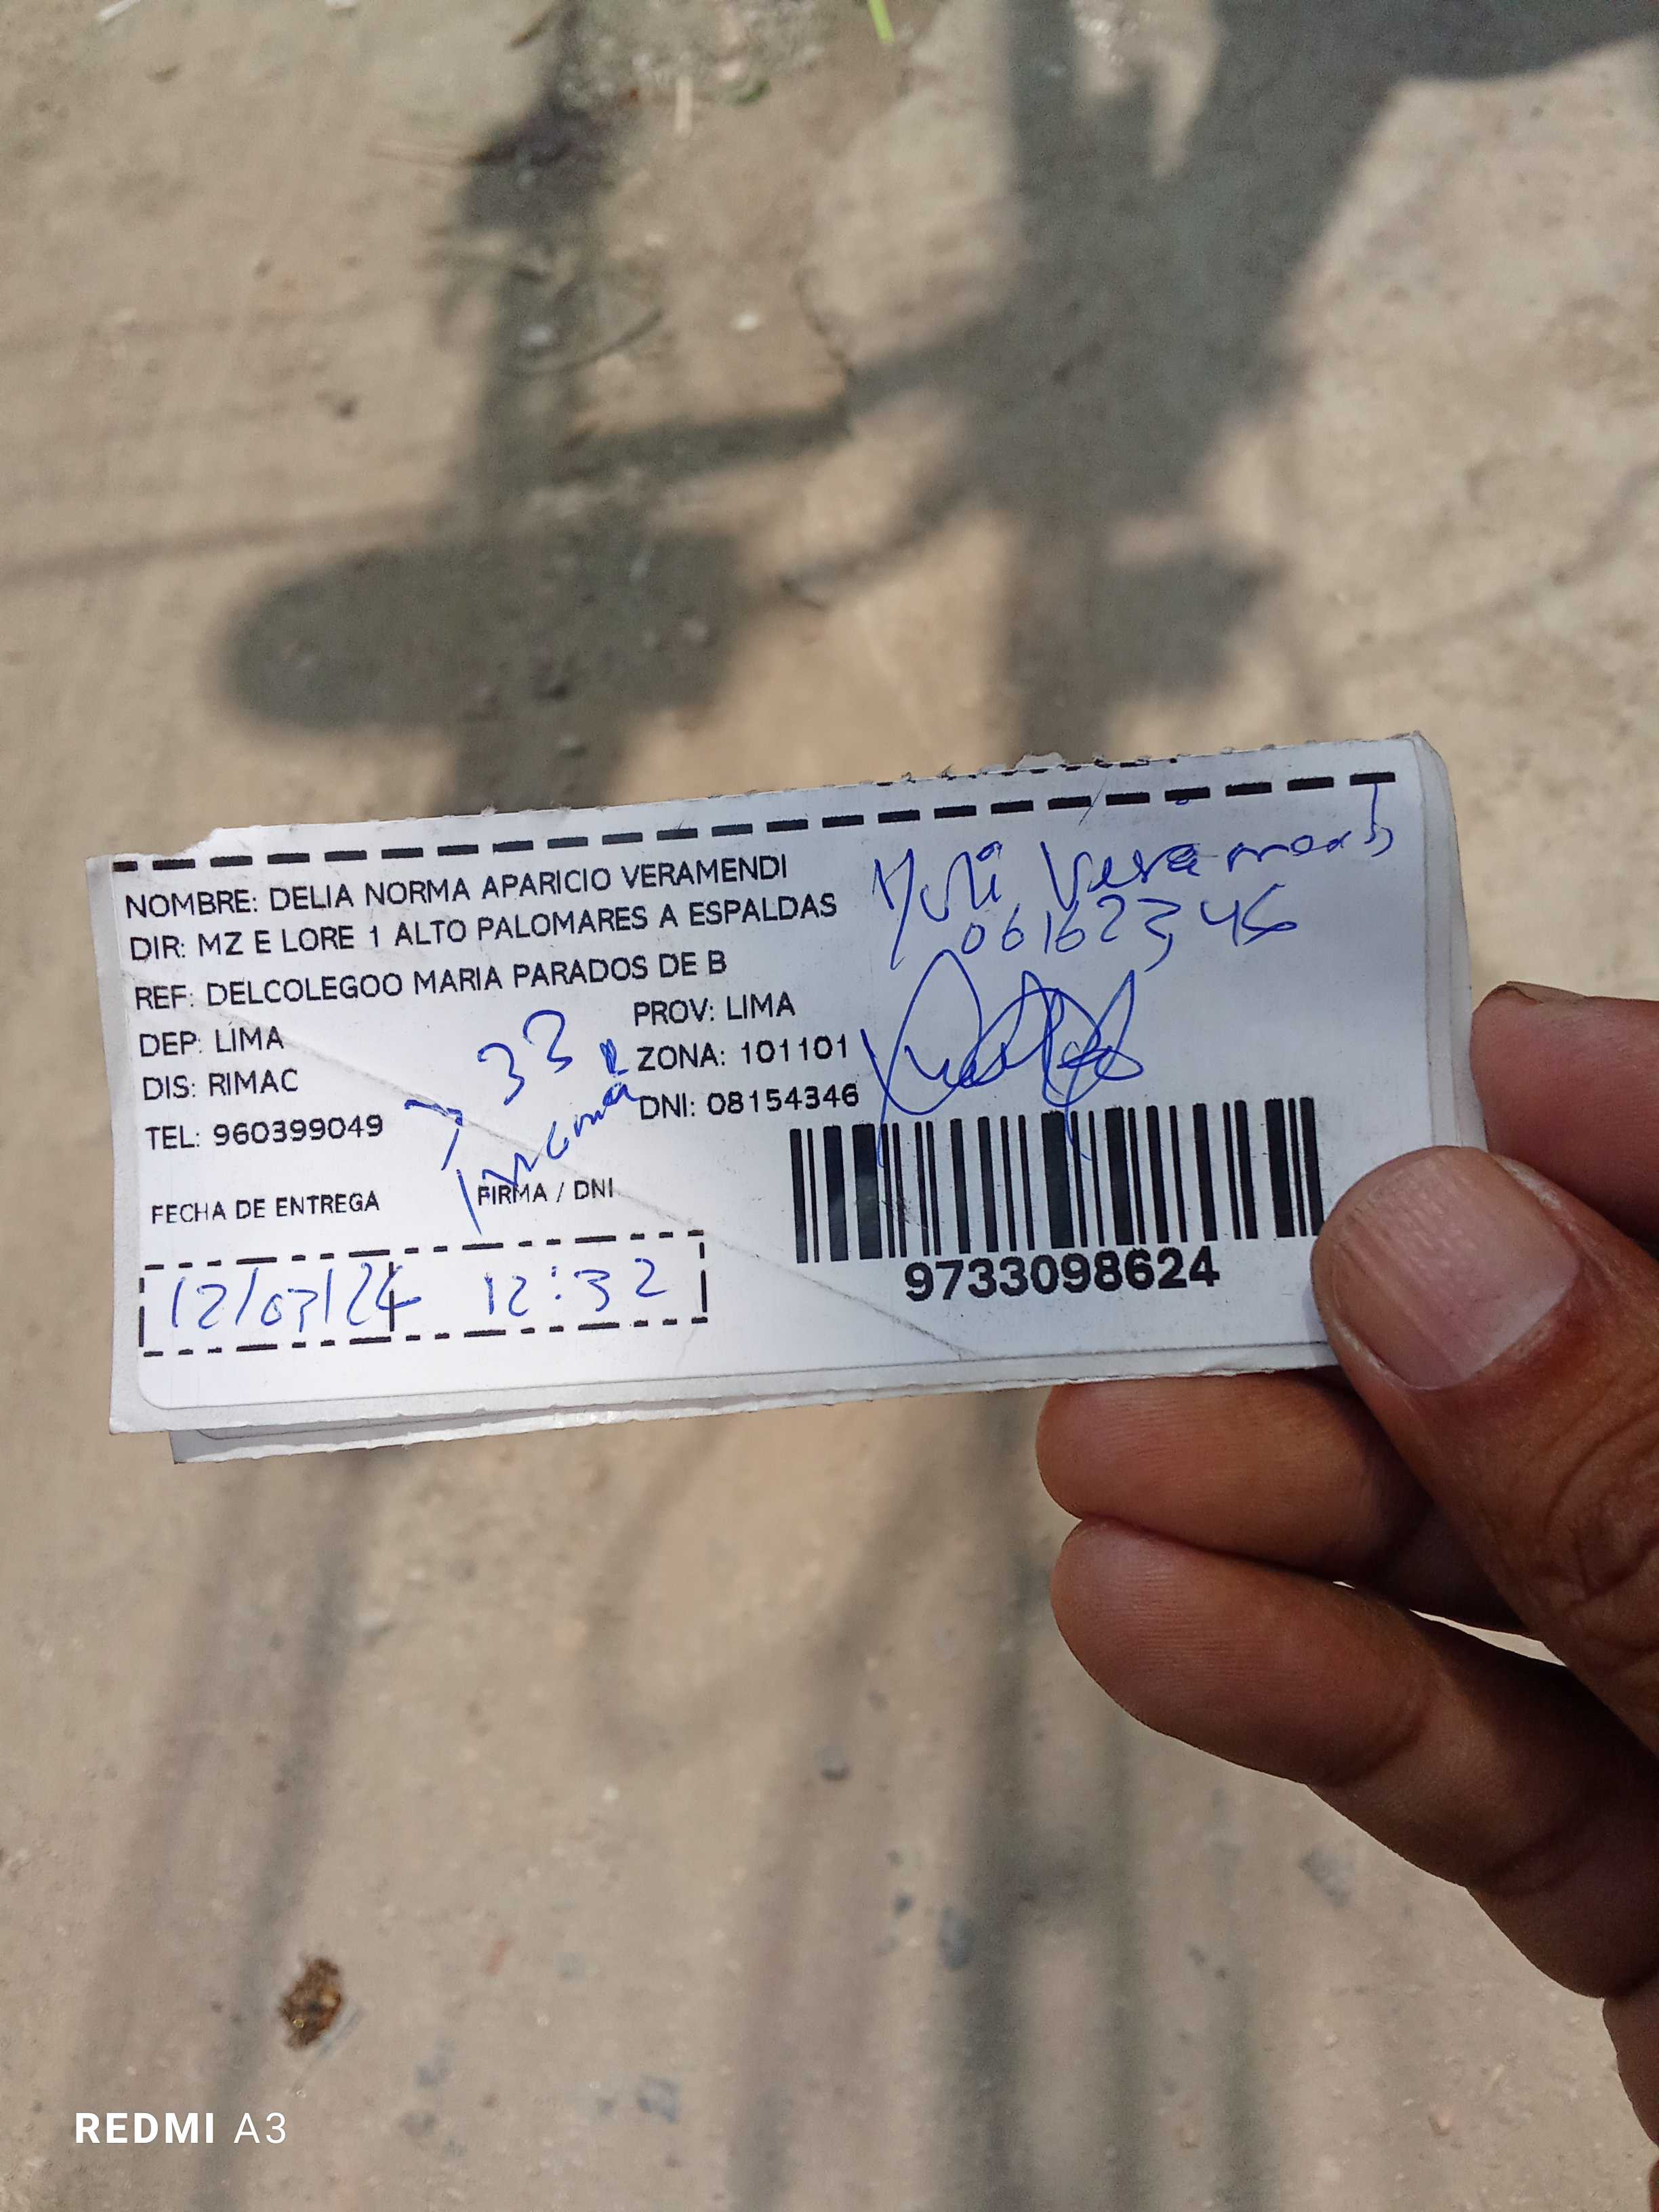 NOMBRE: DELIA NORMA APARICIO VERAMENDI
DIR: MZ E LORE 1 ALTO PALOMARES A ESPALDAS
REF: DELCOLEGOO MARIA PARADOS DE B
DEP: LIMA
PROV: LIMA
DIS: RIMAC
ZONA: 101101
TEL: 960399049
DNI: 08154346
33
FECHA DE ENTREGA
FIRMA / DNI
12/03/24 12:32
9733098624
REDMI A3